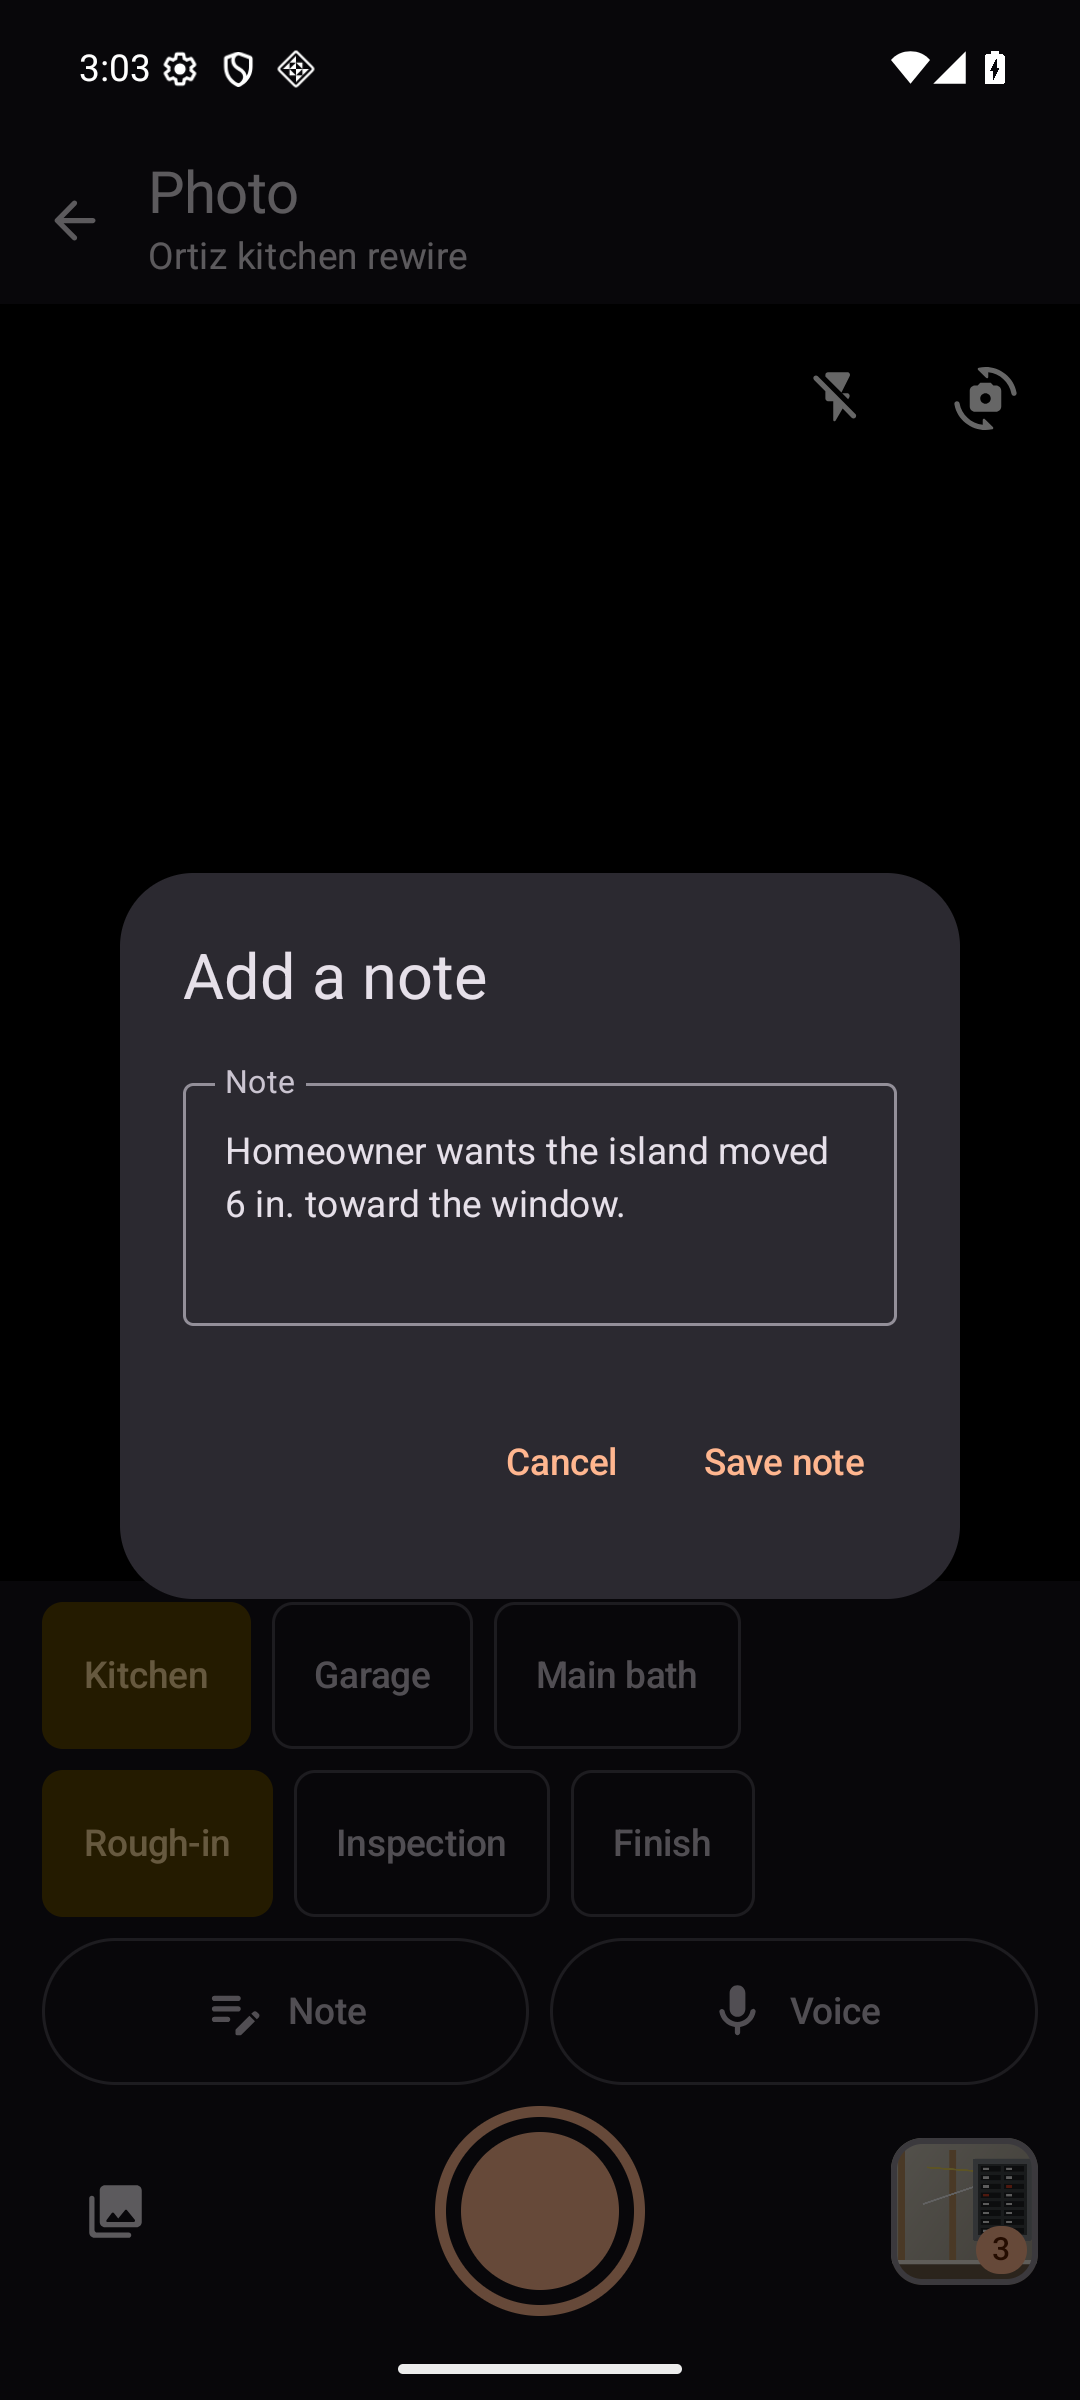 3:03
Photo
Ortiz kitchen rewire
Add a note
Note
Homeowner wants the island moved
6 in. toward the window.
Cancel
Save note
Kitchen
Garage
Main bath
Rough-in
Inspection
Finish
Note
Voice
3